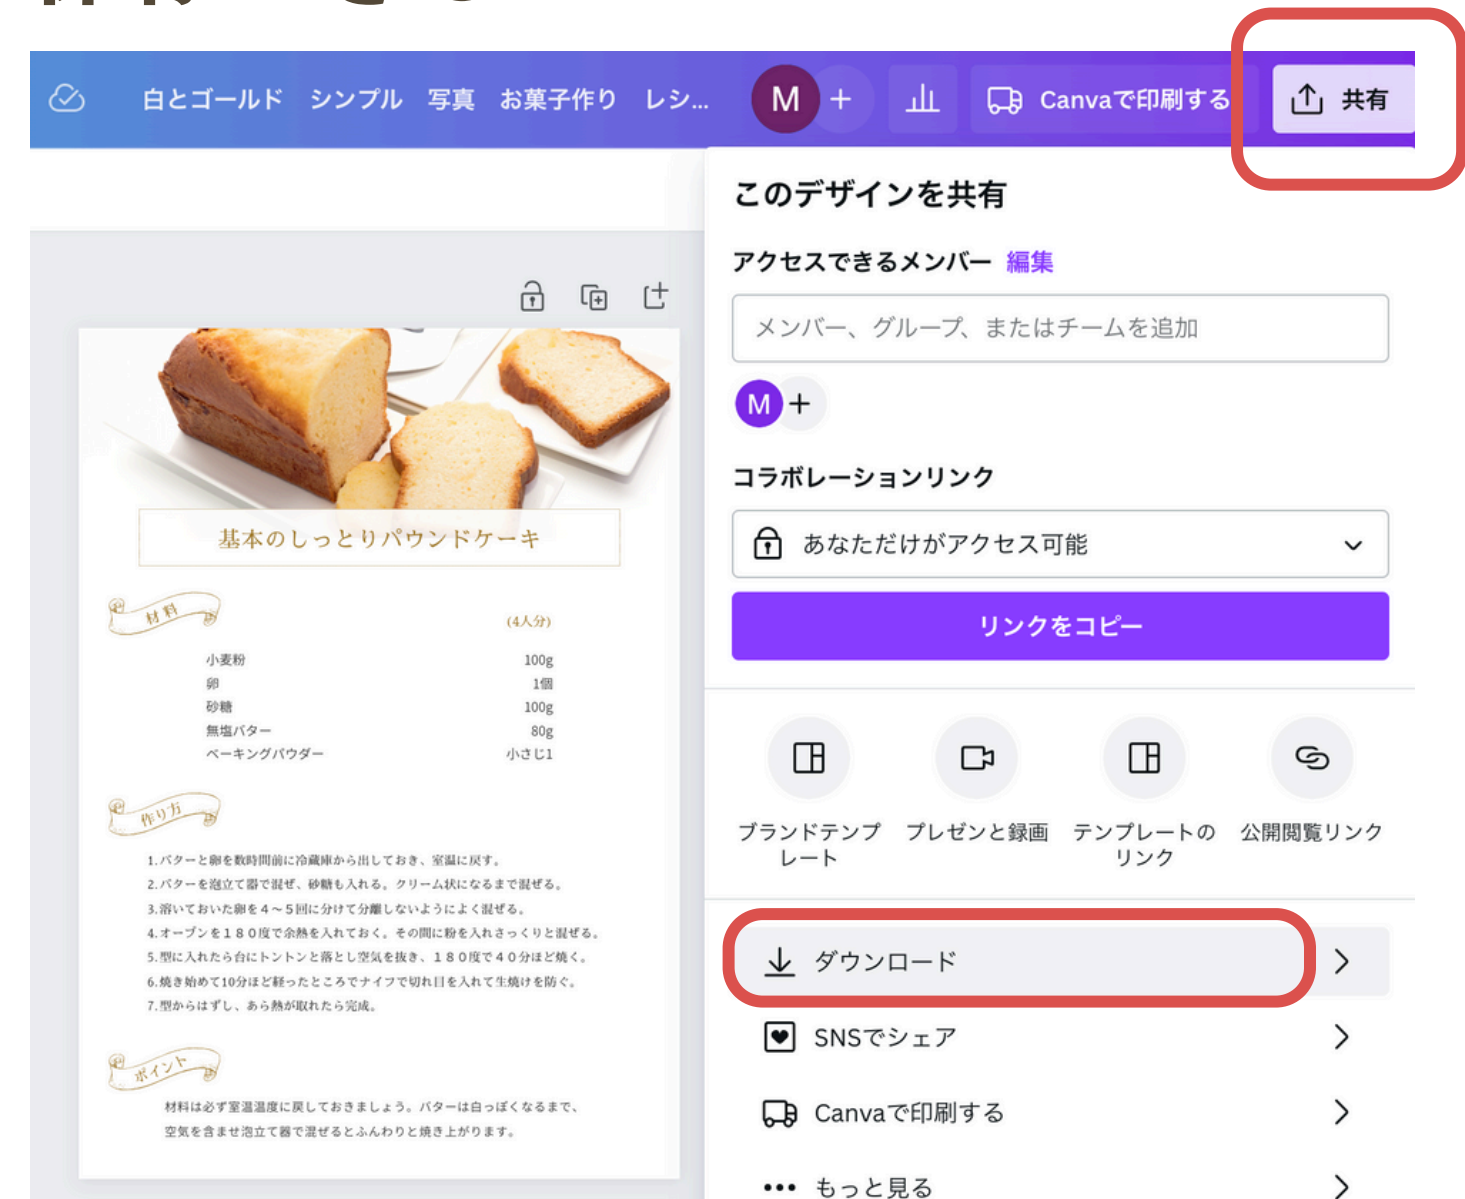 白とゴールド シンプル 写真 お菓子作り レシ...
M
+
Canvaで印刷する
共有
このデザインを共有
アクセスできるメンバー 編集
メンバー、グループ、またはチームを追加
M
+
コラボレーションリンク
あなただけがアクセス可能
リンクをコピー
ブランドテンプ
レート
プレゼンと録画
テンプレートの
リンク
公開閲覧リンク
ダウンロード
SNSでシェア
Canvaで印刷する
もっと見る
基本のしっとりパウンドケーキ
材料
(4人分)
小麦粉 100g
卵 1個
砂糖 100g
無塩バター 80g
ベーキングパウダー 小さじ1
作り方
1.バターと卵を数時間前に冷蔵庫から出しておき、室温に戻す。
2.バターを泡立て器で混ぜ、砂糖も入れる。クリーム状になるまで混ぜる。
3.溶いておいた卵を４～５回に分けて分離しないようによく混ぜる。
4.オーブンを１８０度で余熱を入れておく。その間に粉を入れさっくりと混ぜる。
5.型に入れたら台にトントンと落とし空気を抜き、１８０度で４０分ほど焼く。
6.焼き始めて10分ほど経ったところでナイフで切れ目を入れて生焼けを防ぐ。
7.型からはずし、あら熱が取れたら完成。
ポイント
材料は必ず室温温度に戻しておきましょう。バターは白っぽくなるまで、
空気を含ませ泡立て器で混ぜるとふんわりと焼き上がります。